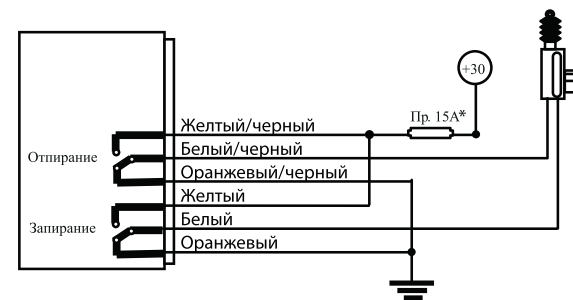 +30
Пр. 15А*
Желтый/черный
Отпирание
Белый/черный
Оранжевый/черный
Желтый
Запирание
Белый
Оранжевый